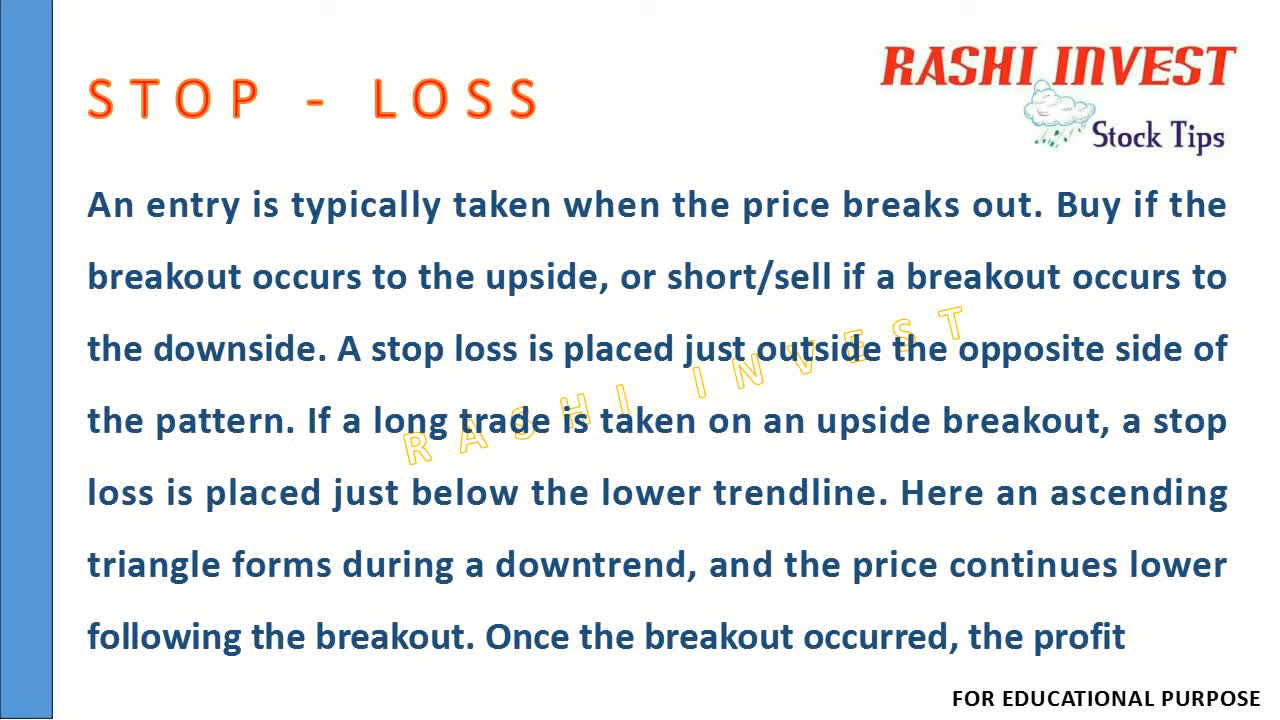 STOP - LOSS
RASHI INVEST
Stock Tips
An entry is typically taken when the price breaks out. Buy if the
breakout occurs to the upside, or short/sell if a breakout occurs to
the downside. A stop loss is placed just outside the opposite side of
the pattern. If a long trade is taken on an upside breakout, a stop
loss is placed just below the lower trendline. Here an ascending
triangle forms during a downtrend, and the price continues lower
following the breakout. Once the breakout occurred, the profit
RASHI INVEST
FOR EDUCATIONAL PURPOSE